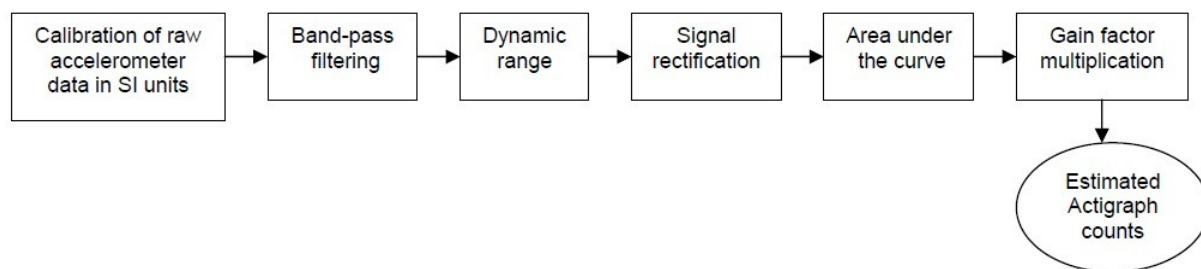 Calibration of raw
accelerometer
data in SI units
Band-pass
filtering
Dynamic
range
Signal
rectification
Area under
the curve
Gain factor
multiplication
Estimated
Actigraph
counts